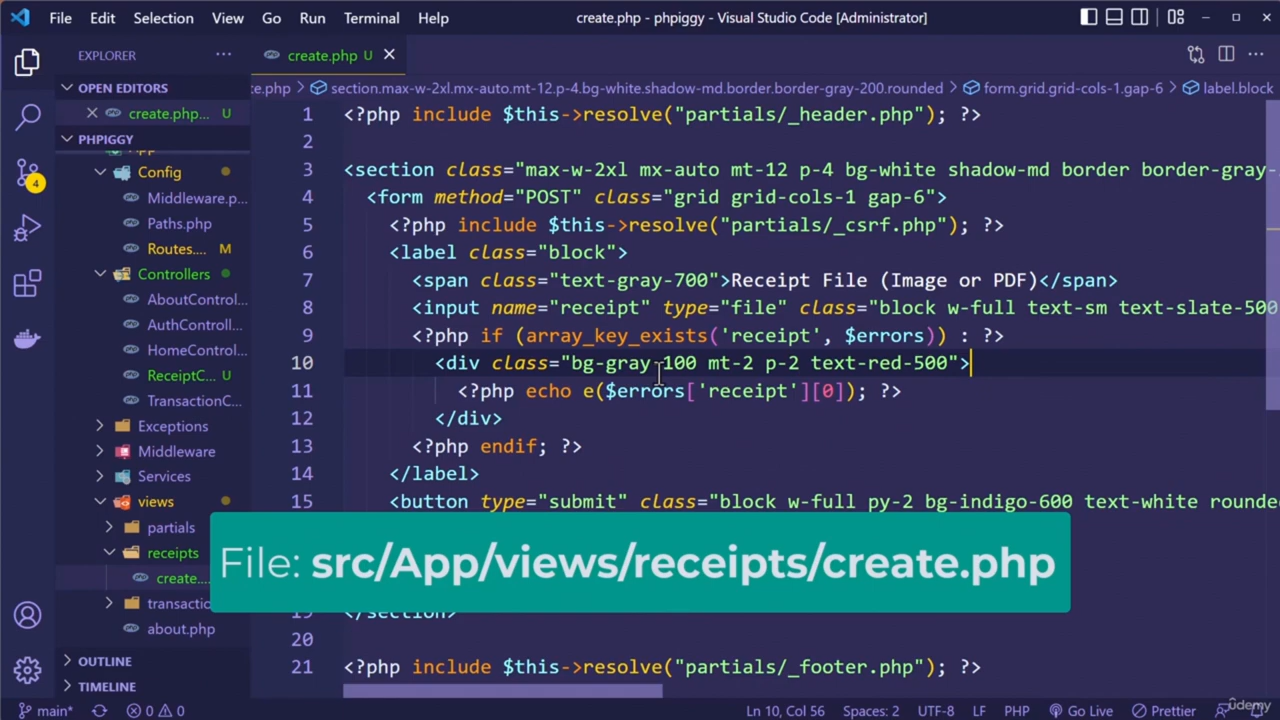 File Edit Selection View Go Run Terminal Help create.php - phpiggy - Visual Studio Code [Administrator]
EXPLORER ...
create.php U
OPEN EDITORS
create.php... U
PHPIGGY
App
Config
Middleware.p...
Paths.php
Routes.... M
Controllers
AboutControl...
AuthControll...
HomeControl...
ReceiptC... U
TransactionC...
Exceptions
Middleware
Services
views
partials
receipts
create....
transactio
about.php
OUTLINE
TIMELINE
4
e.php > section.max-w-2xl.mx-auto.mt-12.p-4.bg-white.shadow-md.border.border-gray-200.rounded > form.grid.grid-cols-1.gap-6 > label.block
1 <?php include $this->resolve("partials/_header.php"); ?>
2
3 <section class="max-w-2xl mx-auto mt-12 p-4 bg-white shadow-md border border-gray-
4 <form method="POST" class="grid grid-cols-1 gap-6">
5 <?php include $this->resolve("partials/_csrf.php"); ?>
6 <label class="block">
7 <span class="text-gray-700">Receipt File (Image or PDF)</span>
8 <input name="receipt" type="file" class="block w-full text-sm text-slate-500
9 <?php if (array_key_exists('receipt', $errors)) : ?>
10 <div class="bg-gray-100 mt-2 p-2 text-red-500">
11 <?php echo e($errors['receipt'][0]); ?>
12 </div>
13 <?php endif; ?>
14 </label>
15 <button type="submit" class="block w-full py-2 bg-indigo-600 text-white rounde
File: src/App/views/receipts/create.php
19 </section>
20
21 <?php include $this->resolve("partials/_footer.php"); ?>
main* 0 0 Ln 10, Col 56 Spaces: 2 UTF-8 LF PHP Go Live Prettier
ûdemy